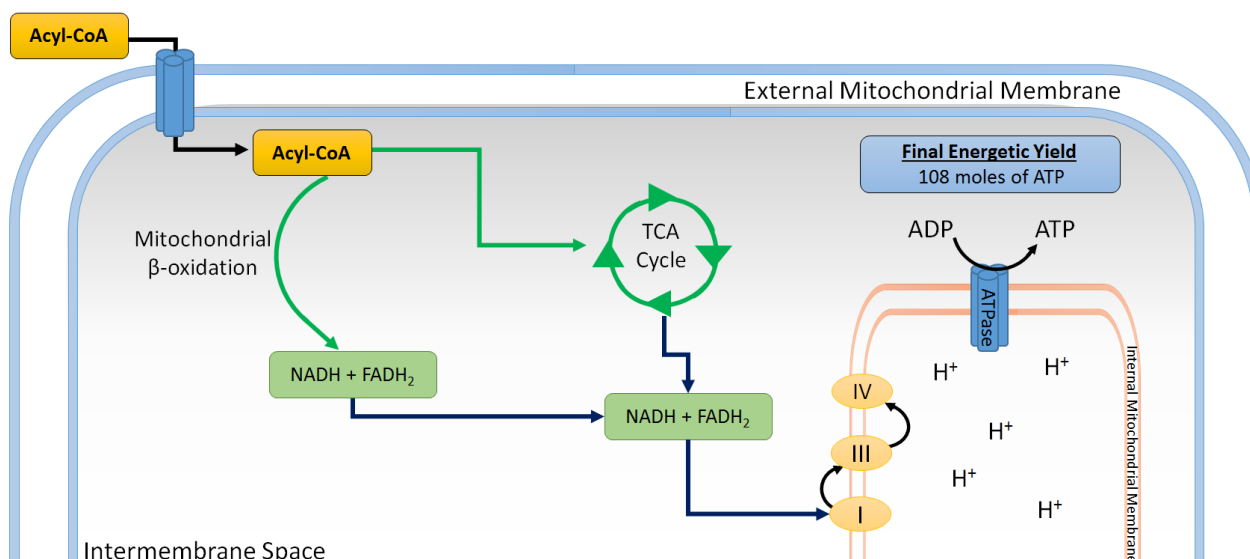 Acyl-CoA
External Mitochondrial Membrane
Acyl-CoA
Final Energetic Yield
108 moles of ATP
Mitochondrial
β-oxidation
TCA
Cycle
ADP
ATP
ATPase
Internal Mitochondrial Membrane
NADH + FADH₂
NADH + FADH₂
IV
III
I
H⁺
H⁺
H⁺
H⁺
H⁺
Intermembrane Space